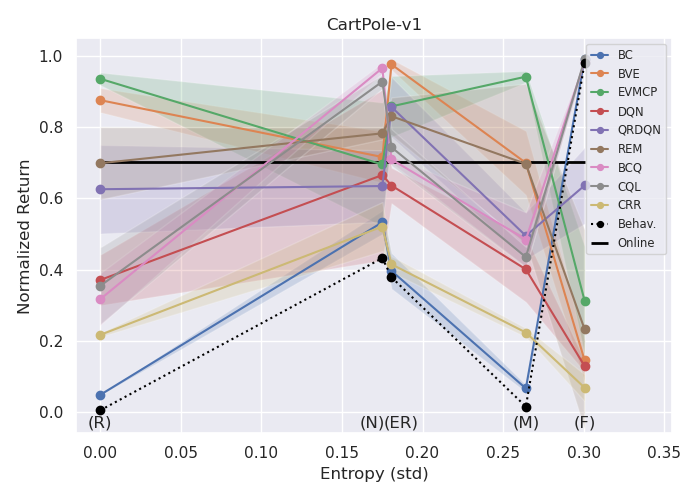 CartPole-v1
1.0
0.8
0.6
0.4
0.2
0.0
Normalized Return
BC
BVE
EVMCP
DQN
QRDQN
REM
BCQ
CQL
CRR
Behav.
Online
(R)
(N)
(ER)
(M)
(F)
0.00
0.05
0.10
0.15
0.20
0.25
0.30
0.35
Entropy (std)